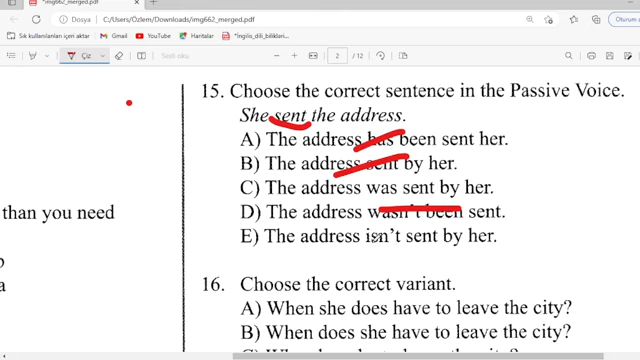 *img662_merged.pdf
Dosya
C:/Users/Özlem/Downloads/img662_merged.pdf
Sık kullanılanları içeri aktar
Gmail
YouTube
Haritalar
Çiz
Sesli oku
2
/ 12
15. Choose the correct sentence in the Passive Voice.
She sent the address.
A) The address has been sent her.
B) The address sent by her.
C) The address was sent by her.
D) The address wasn't been sent.
E) The address isn't sent by her.
16. Choose the correct variant.
A) When she does have to leave the city?
B) When does she have to leave the city?
than you need
b
a